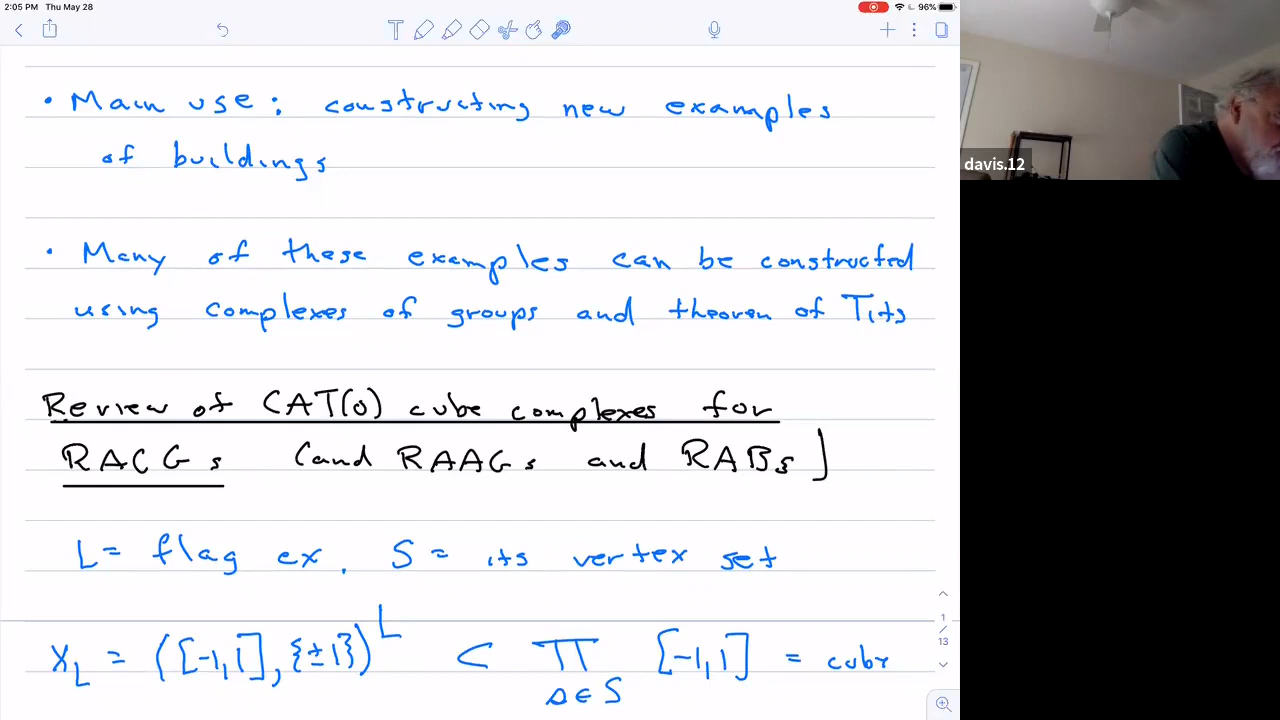 2:05 PM Thu May 28
96%
• Main use: constructing new examples
of buildings
• Many of these examples can be constructed
using complexes of groups and theorem of Tits
Review of CAT(0) cube complexes for
RACGs (and RAAGs and RABs)
L = flag cx. S = its vertex set
X_L = ([-1,1], {±1})^L ⊂ ∏_{s∈S} [-1,1] = cube
1
/
13
davis.12